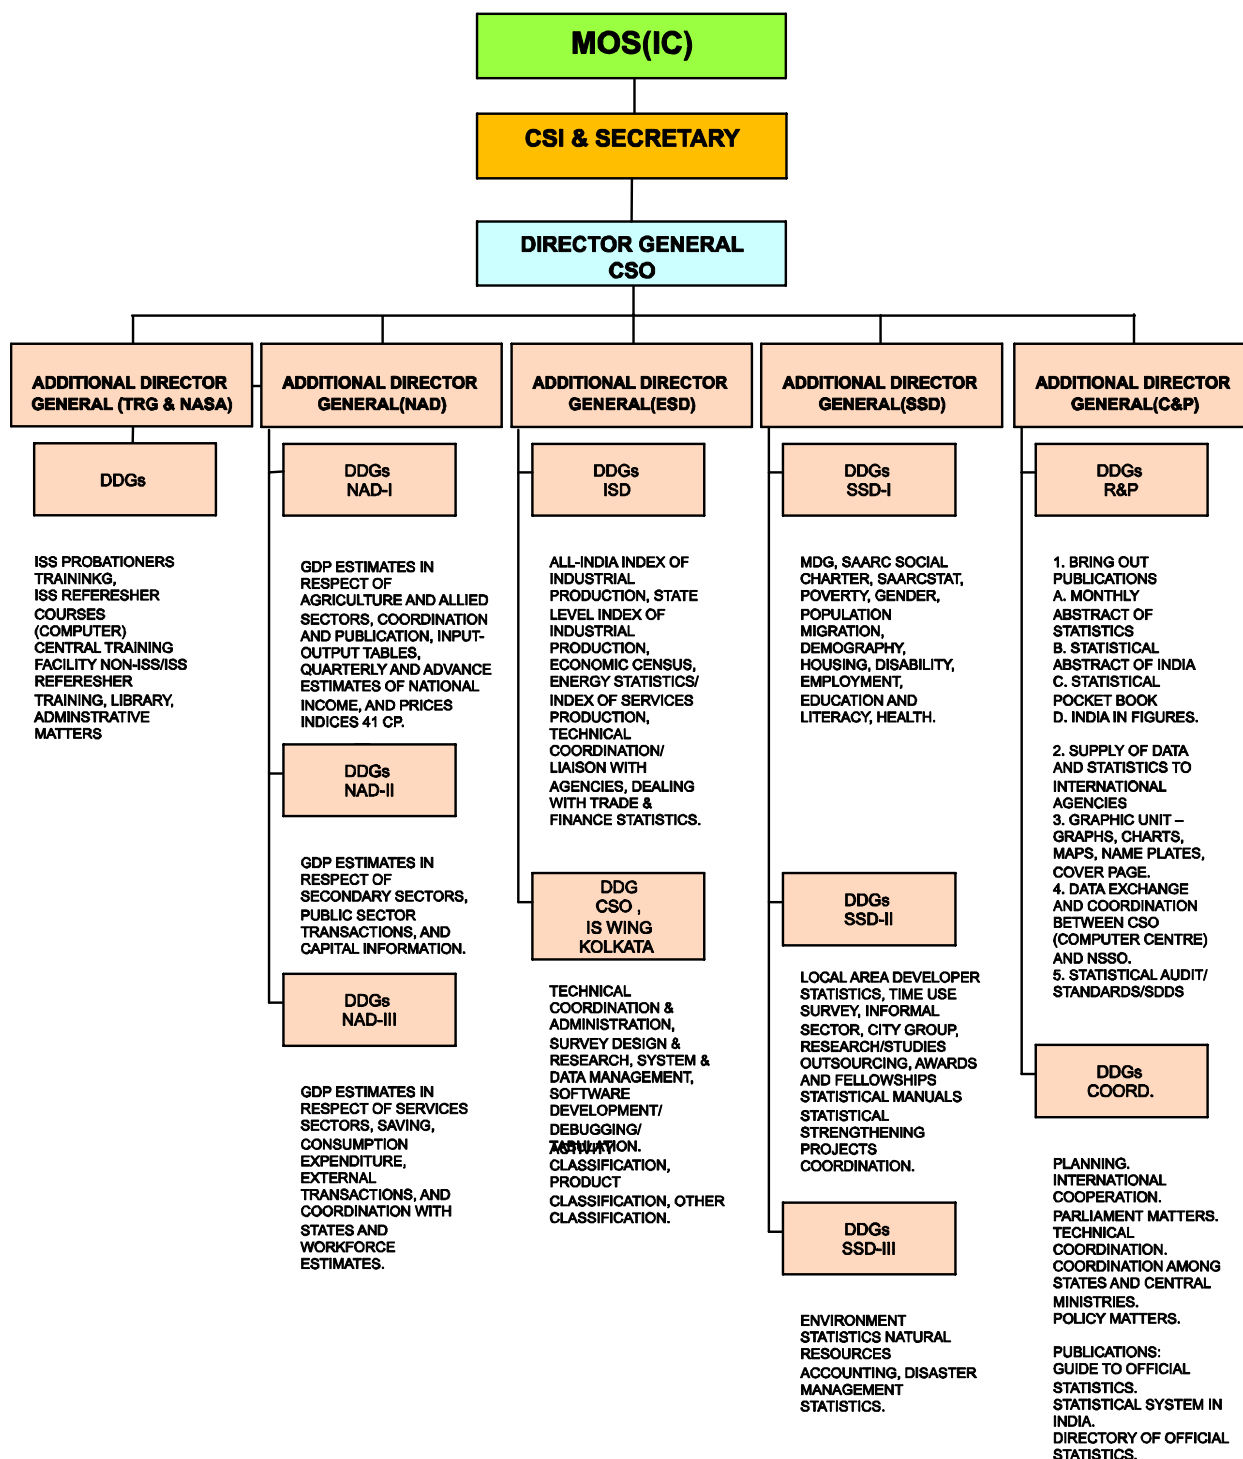 MOS(IC)
CSI & SECRETARY
DIRECTOR GENERAL
CSO
ADDITIONAL DIRECTOR
GENERAL (TRG & NASA)
DDGs
ISS PROBATIONERS
TRAININKG,
ISS REFERESHER
COURSES
(COMPUTER)
CENTRAL TRAINING
FACILITY NON-ISS/ISS
REFERESHER
TRAINING, LIBRARY,
ADMINSTRATIVE
MATTERS
ADDITIONAL DIRECTOR
GENERAL(NAD)
DDGs
NAD-I
GDP ESTIMATES IN
RESPECT OF
AGRICULTURE AND ALLIED
SECTORS, COORDINATION
AND PUBLICATION, INPUT-
OUTPUT TABLES,
QUARTERLY AND ADVANCE
ESTIMATES OF NATIONAL
INCOME, AND PRICES
INDICES 41 CP.
DDGs
NAD-II
GDP ESTIMATES IN
RESPECT OF
SECONDARY SECTORS,
PUBLIC SECTOR
TRANSACTIONS, AND
CAPITAL INFORMATION.
DDGs
NAD-III
GDP ESTIMATES IN
RESPECT OF SERVICES
SECTORS, SAVING,
CONSUMPTION
EXPENDITURE,
EXTERNAL
TRANSACTIONS, AND
COORDINATION WITH
STATES AND
WORKFORCE
ESTIMATES.
ADDITIONAL DIRECTOR
GENERAL(ESD)
DDGs
ISD
ALL-INDIA INDEX OF
INDUSTRIAL
PRODUCTION, STATE
LEVEL INDEX OF
INDUSTRIAL
PRODUCTION,
ECONOMIC CENSUS,
ENERGY STATISTICS/
INDEX OF SERVICES
PRODUCTION,
TECHNICAL
COORDINATION/
LIAISON WITH
AGENCIES, DEALING
WITH TRADE &
FINANCE STATISTICS.
DDG
CSO ,
IS WING
KOLKATA
TECHNICAL
COORDINATION &
ADMINISTRATION,
SURVEY DESIGN &
RESEARCH, SYSTEM &
DATA MANAGEMENT,
SOFTWARE
DEVELOPMENT/
DEBUGGING/
TABULATION.
ACTIVITY
CLASSIFICATION,
PRODUCT
CLASSIFICATION, OTHER
CLASSIFICATION.
ADDITIONAL DIRECTOR
GENERAL(SSD)
DDGs
SSD-I
MDG, SAARC SOCIAL
CHARTER, SAARCSTAT,
POVERTY, GENDER,
POPULATION
MIGRATION,
DEMOGRAPHY,
HOUSING, DISABILITY,
EMPLOYMENT,
EDUCATION AND
LITERACY, HEALTH.
DDGs
SSD-II
LOCAL AREA DEVELOPER
STATISTICS, TIME USE
SURVEY, INFORMAL
SECTOR, CITY GROUP,
RESEARCH/STUDIES
OUTSOURCING, AWARDS
AND FELLOWSHIPS
STATISTICAL MANUALS
STATISTICAL
STRENGTHENING
PROJECTS
COORDINATION.
DDGs
SSD-III
ENVIRONMENT
STATISTICS NATURAL
RESOURCES
ACCOUNTING, DISASTER
MANAGEMENT
STATISTICS.
ADDITIONAL DIRECTOR
GENERAL(C&P)
DDGs
R&P
1. BRING OUT
PUBLICATIONS
A. MONTHLY
ABSTRACT OF
STATISTICS
B. STATISTICAL
ABSTRACT OF INDIA
C. STATISTICAL
POCKET BOOK
D. INDIA IN FIGURES.
2. SUPPLY OF DATA
AND STATISTICS TO
INTERNATIONAL
AGENCIES
3. GRAPHIC UNIT –
GRAPHS, CHARTS,
MAPS, NAME PLATES,
COVER PAGE.
4. DATA EXCHANGE
AND COORDINATION
BETWEEN CSO
(COMPUTER CENTRE)
AND NSSO.
5. STATISTICAL AUDIT/
STANDARDS/SDDS
DDGs
COORD.
PLANNING.
INTERNATIONAL
COOPERATION.
PARLIAMENT MATTERS.
TECHNICAL
COORDINATION.
COORDINATION AMONG
STATES AND CENTRAL
MINISTRIES.
POLICY MATTERS.
PUBLICATIONS:
GUIDE TO OFFICIAL
STATISTICS.
STATISTICAL SYSTEM IN
INDIA.
DIRECTORY OF OFFICIAL
STATISTICS.